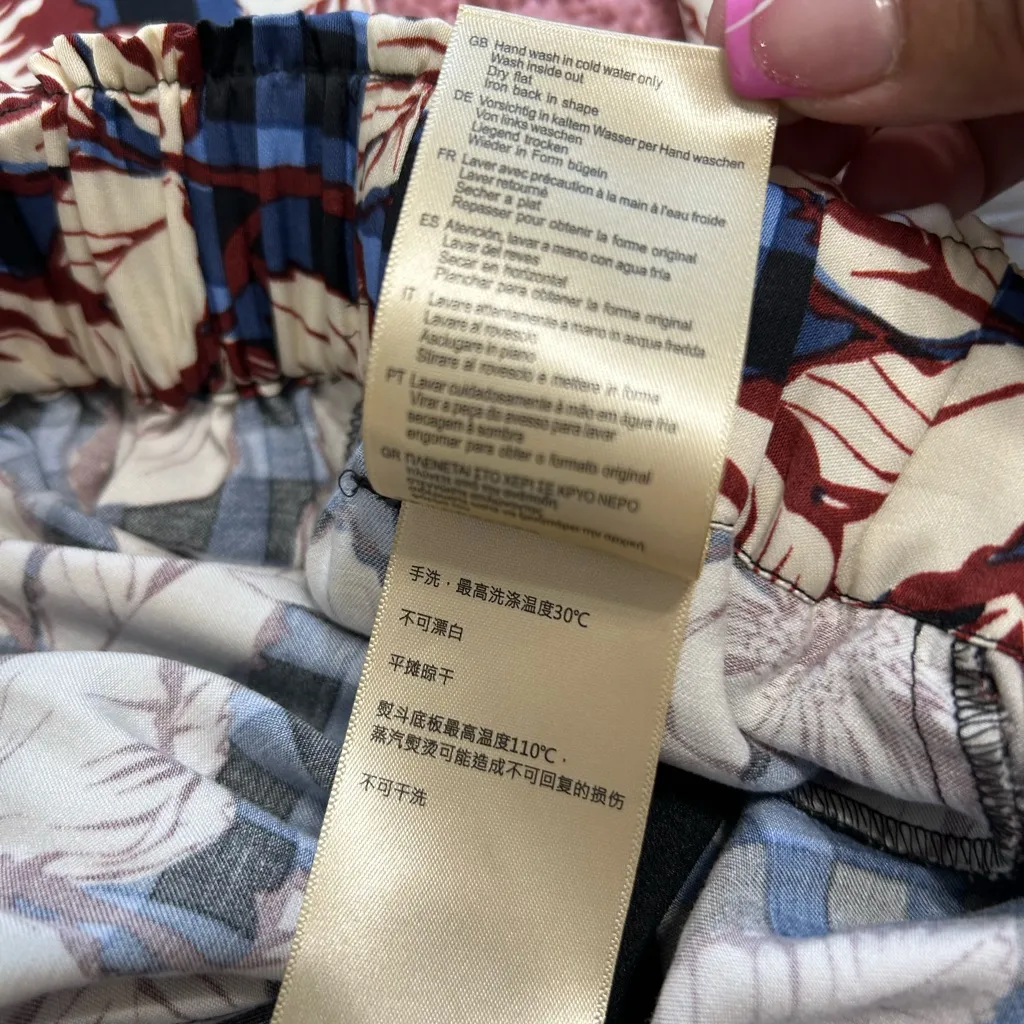 GB Hand wash in cold water only
Wash inside out
Dry flat
Iron back in shape
DE Vorsichtig in kaltem Wasser per Hand waschen
Von links waschen
Liegend trocken
Wieder in Form bügeln
FR Laver avec précaution à la main à l'eau froide
Laver retourné
Secher a plat
Repasser pour obtenir la forme original
ES Atención, lavar a mano con agua fria
Lavar del reves
Secar en horizontal
Planchar para obtener la forma original
IT Lavare attentamente a mano in acque fredda
Lavare al rovescio
Asciugare in piano
Stirare al rovescio e mettere in forma
PT Lavar cuidadosamente à mão em água fria
Virar a peça do avesso para lavar
secagem à sombra
engomar para obter o formato original
GR ΠΛΕΝΕΤΑΙ ΣΤΟ ΧΕΡΙ ΣΕ ΚΡΥΟ ΝΕΡΟ
手洗，最高洗涤温度30℃
不可漂白
平摊晾干
熨斗底板最高温度110℃，
蒸汽熨烫可能造成不可回复的损伤
不可干洗